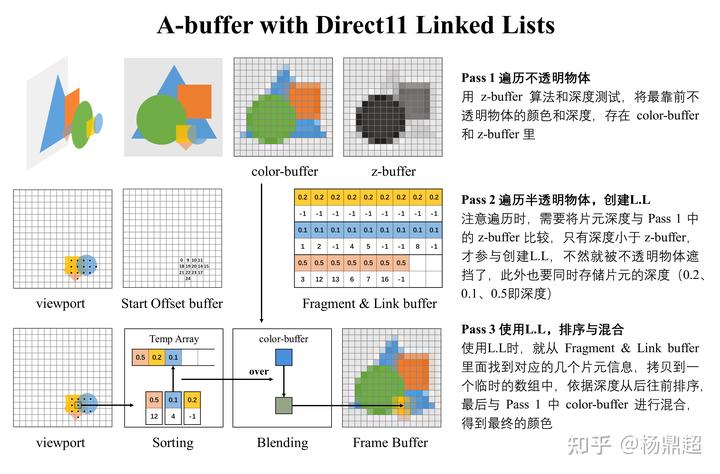 A-buffer with Direct11 Linked Lists
color-buffer
z-buffer
Pass 1 遍历不透明物体
用 z-buffer 算法和深度测试，将最靠前不
透明物体的颜色和深度，存在 color-buffer
和 z-buffer 里
0 9 10 11
18 19 20 14 15
21 22 23 17
24
viewport
Start Offset buffer
0.2 0.2 0.2 0.2 0.2 0.2 0.2 0.2 0.2
-1 -1 -1 -1 -1 -1 -1 -1 -1
0.1 0.1 0.1 0.1 0.1 0.1 0.1 0.1 0.1
1 2 -1 4 5 -1 -1 8 -1
0.5 0.5 0.5 0.5 0.5 0.5 0.5
3 12 13 6 7 16 -1
Fragment & Link buffer
Pass 2 遍历半透明物体，创建L.L
注意遍历时，需要将片元深度与 Pass 1 中
的 z-buffer 比较，只有深度小于 z-buffer，
才参与创建L.L，不然就被不透明物体遮
挡了，此外也要同时存储片元的深度（0.2、
0.1、0.5即深度）
viewport
Temp Array
0.5 0.2 0.1
0.5 0.1 0.2
12 4 -1
Sorting
over
color-buffer
Blending
Frame Buffer
Pass 3 使用L.L，排序与混合
使用L.L时，就从 Fragment & Link buffer
里面找到对应的几个片元信息，拷贝到一
个临时的数组中，依据深度从后往前排序，
最后与 Pass 1 中 color-buffer 进行混合，
得到最终的颜色
知乎 @杨鼎超